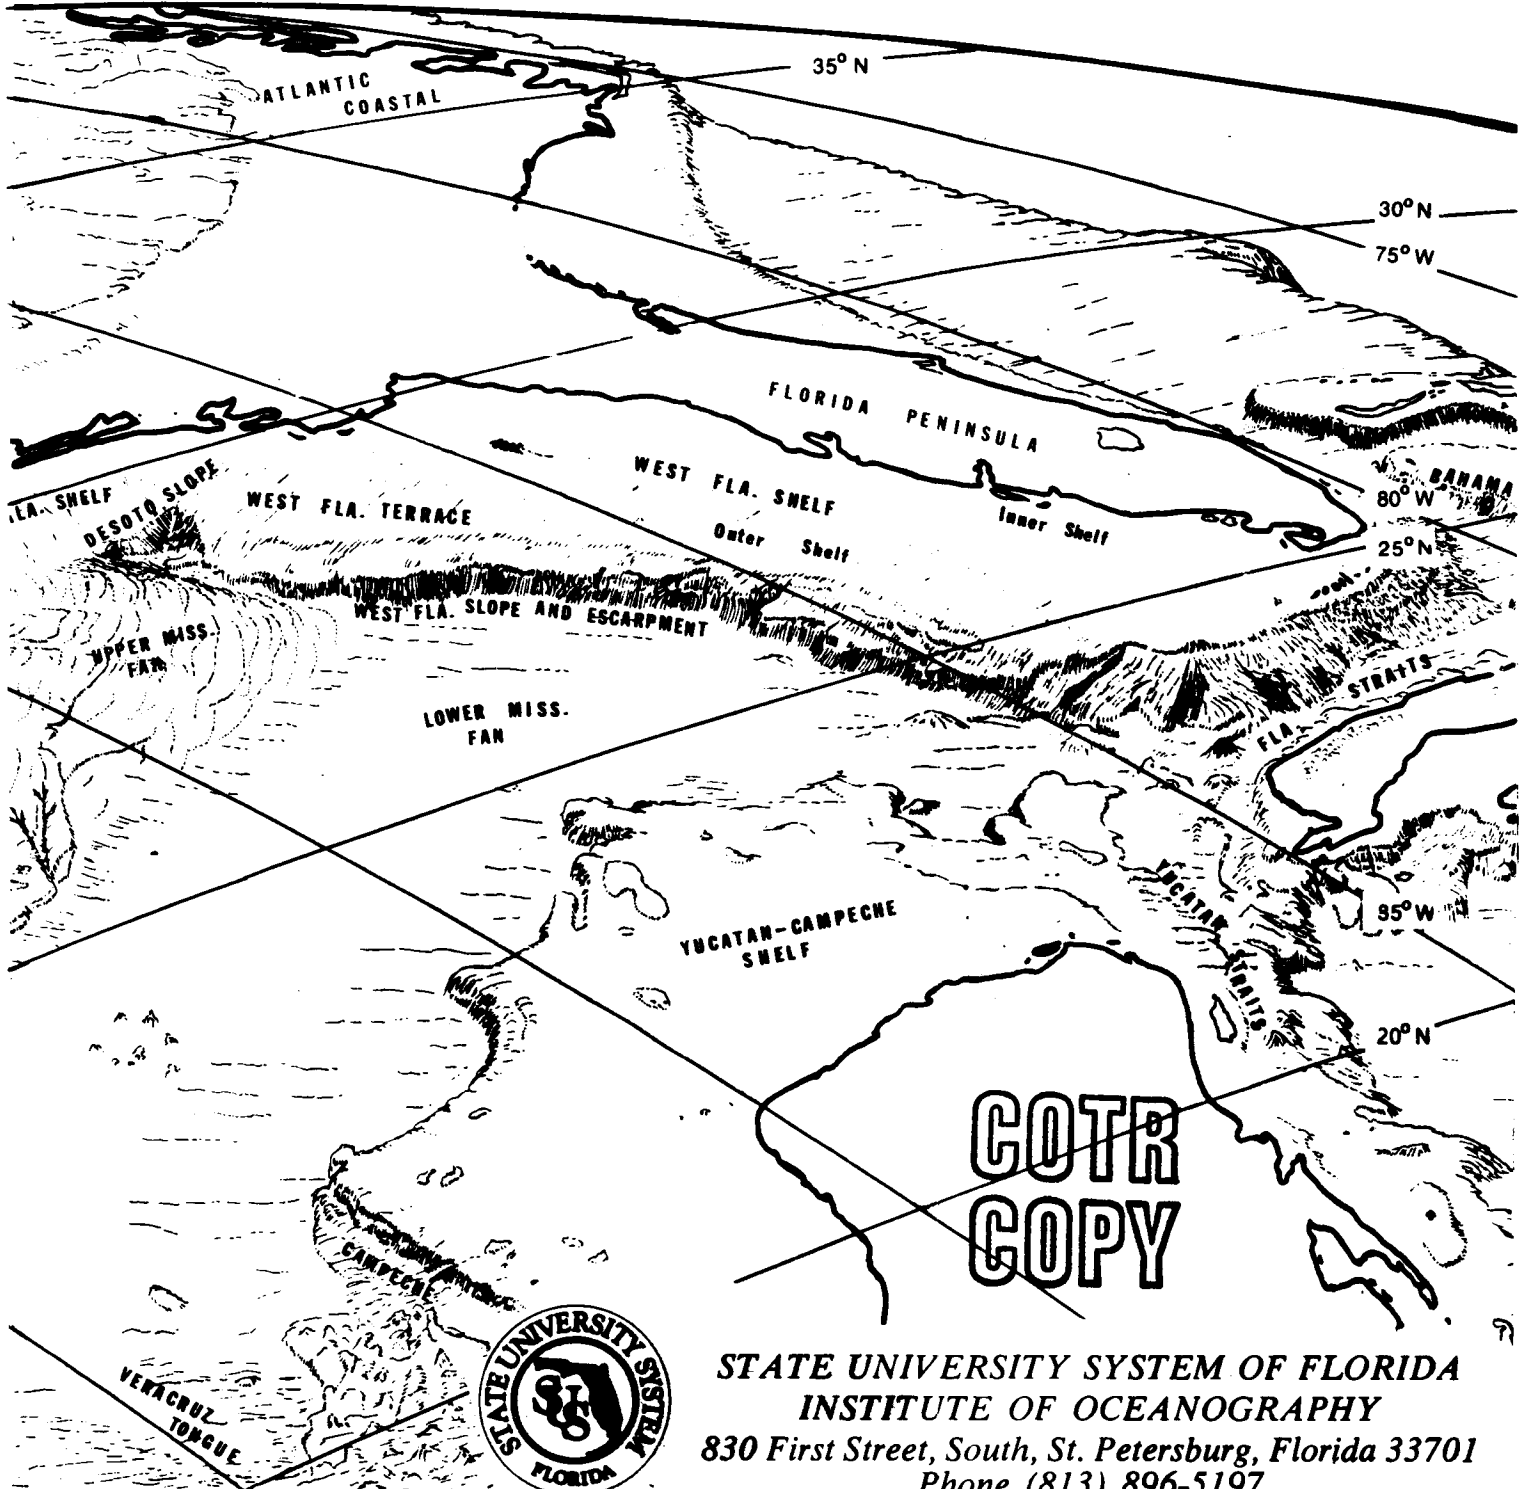 35° N
ATLANTIC
COASTAL
30° N
75° W
FLORIDA PENINSULA
BAHAMA
80° W
25° N
WEST FLA. SHELF
Inner Shelf
Outer Shelf
LA. SHELF
DESOTO SLOPE
WEST FLA. TERRACE
WEST FLA. SLOPE AND ESCARPMENT
UPPER MISS.
FAN
LOWER MISS.
FAN
FLA. STRAITS
YUCATAN STRAITS
85° W
YUCATAN-CAMPECHE
SHELF
20° N
COTR
COPY
CAMPECHE
VERACRUZ
TONGUE
STATE UNIVERSITY SYSTEM
SUS
FLORIDA
STATE UNIVERSITY SYSTEM OF FLORIDA
INSTITUTE OF OCEANOGRAPHY
830 First Street, South, St. Petersburg, Florida 33701
Phone (813) 896-5197